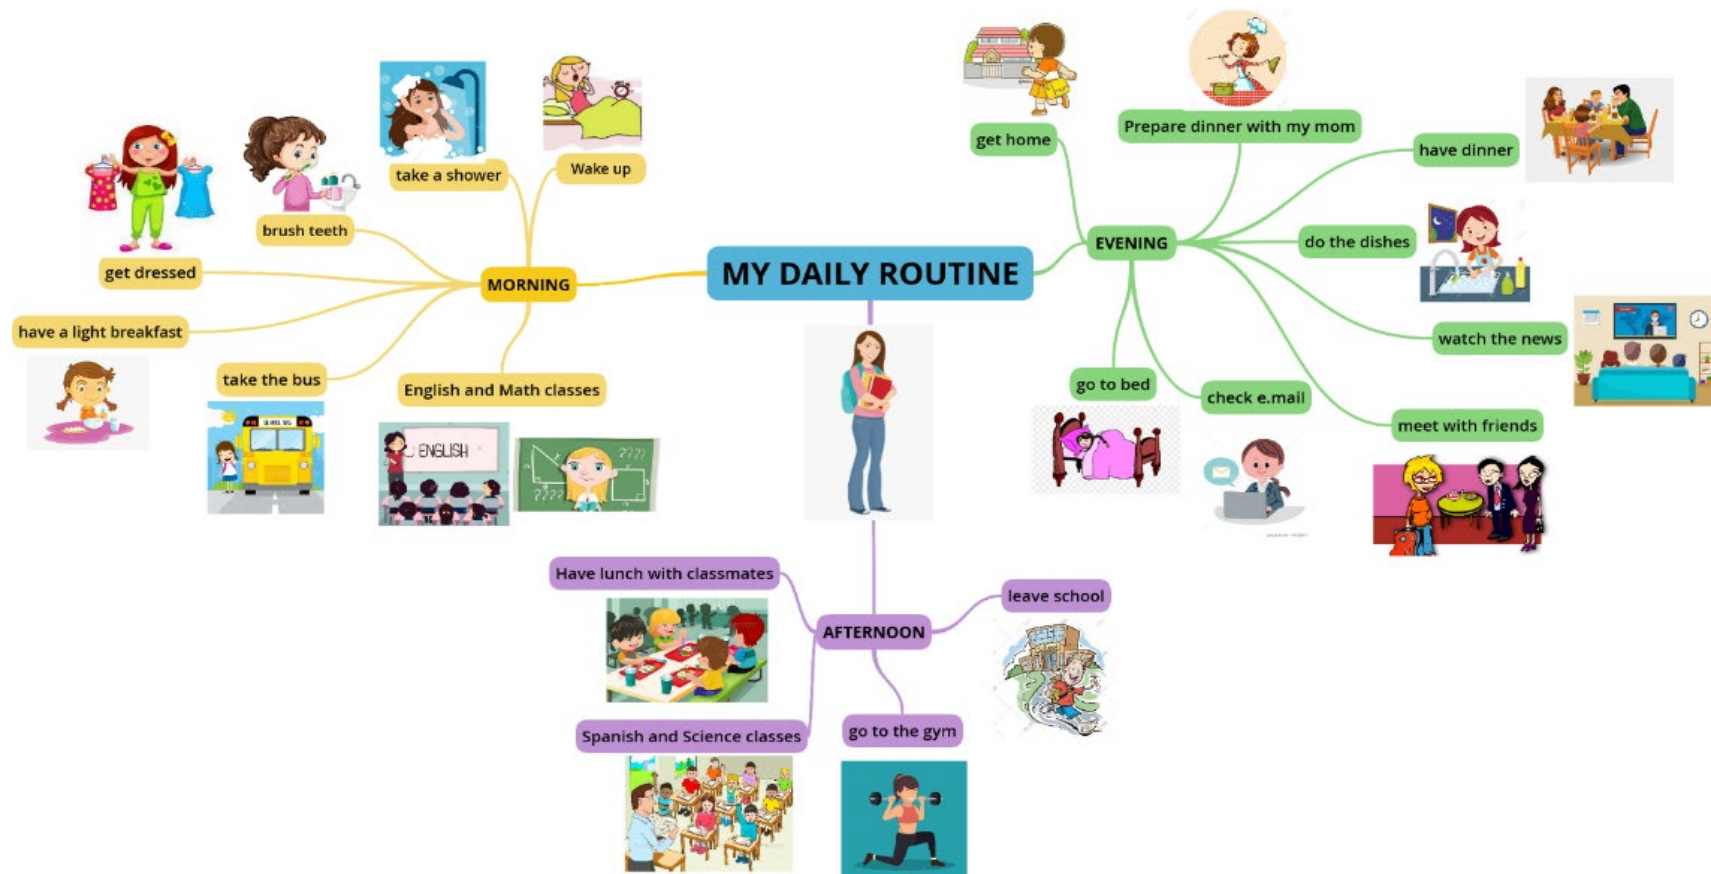 MY DAILY ROUTINE
MORNING
Wake up
take a shower
brush teeth
get dressed
have a light breakfast
take the bus
SCHOOL BUS
English and Math classes
ENGLISH
????
????
AFTERNOON
Have lunch with classmates
Spanish and Science classes
go to the gym
leave school
EVENING
get home
Prepare dinner with my mom
have dinner
do the dishes
watch the news
meet with friends
check e.mail
go to bed